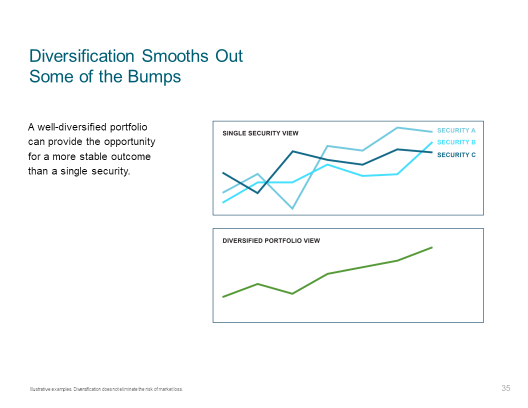 Diversification Smooths Out
Some of the Bumps
A well-diversified portfolio
can provide the opportunity
for a more stable outcome
than a single security.
SINGLE SECURITY VIEW
SECURITY A
SECURITY B
SECURITY C
DIVERSIFIED PORTFOLIO VIEW
Illustrative examples. Diversification does not eliminate the risk of market loss.
35